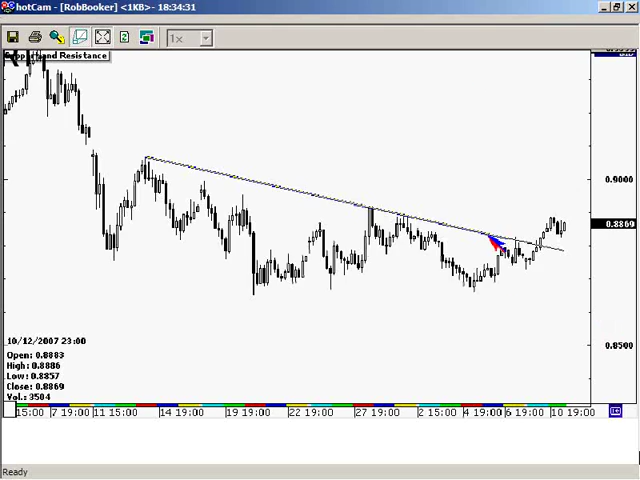 hotCam - [RobBooker] <1KB>- 18:34:31
1x
and Resistance
0.9000
0.8869
0.8500
10/12/2007 23:00
Open: 0.8883
High: 0.8886
Low: 0.8857
Close: 0.8869
Vol.: 3504
15:00 7 19:00 11 15:00 14 19:00 19 19:00 22 19:00 27 19:00 2 15:00 4 19:00 6 19:00 10 19:00
Ready